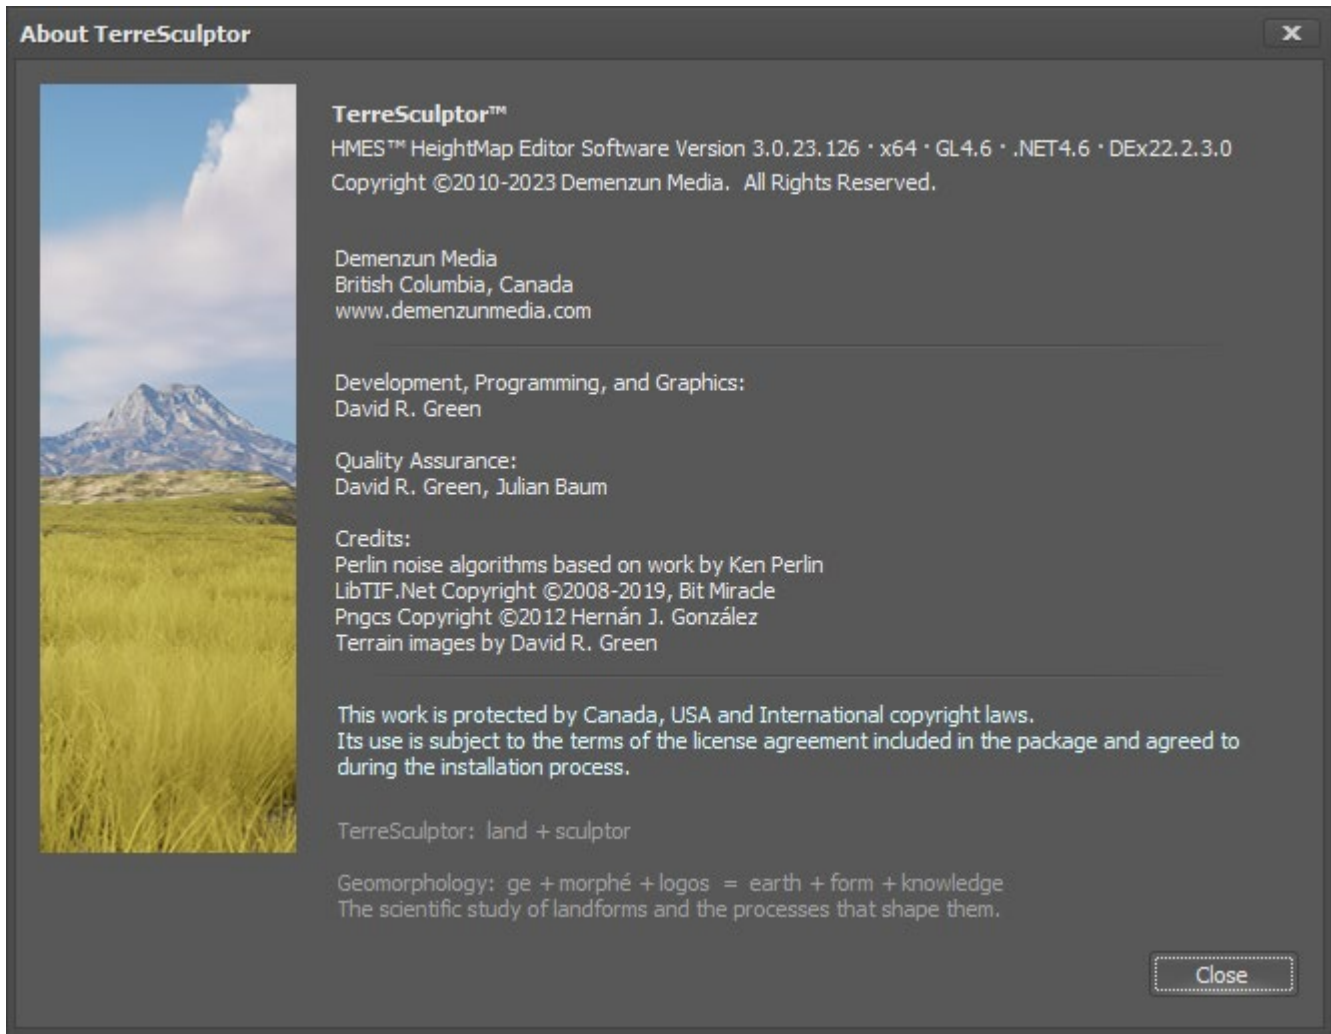 About TerreSculptor
TerreSculptor™
HMES™ HeightMap Editor Software Version 3.0.23.126 · x64 · GL4.6 · .NET4.6 · DEx22.2.3.0
Copyright ©2010-2023 Demenzun Media.  All Rights Reserved.
Demenzun Media
British Columbia, Canada
www.demenzunmedia.com
Development, Programming, and Graphics:
David R. Green
Quality Assurance:
David R. Green, Julian Baum
Credits:
Perlin noise algorithms based on work by Ken Perlin
LibTIF.Net Copyright ©2008-2019, Bit Miracle
Pngcs Copyright ©2012 Hernán J. González
Terrain images by David R. Green
This work is protected by Canada, USA and International copyright laws.
Its use is subject to the terms of the license agreement included in the package and agreed to
during the installation process.
TerreSculptor:  land + sculptor
Geomorphology:  ge + morphé + logos  =  earth + form + knowledge
The scientific study of landforms and the processes that shape them.
Close